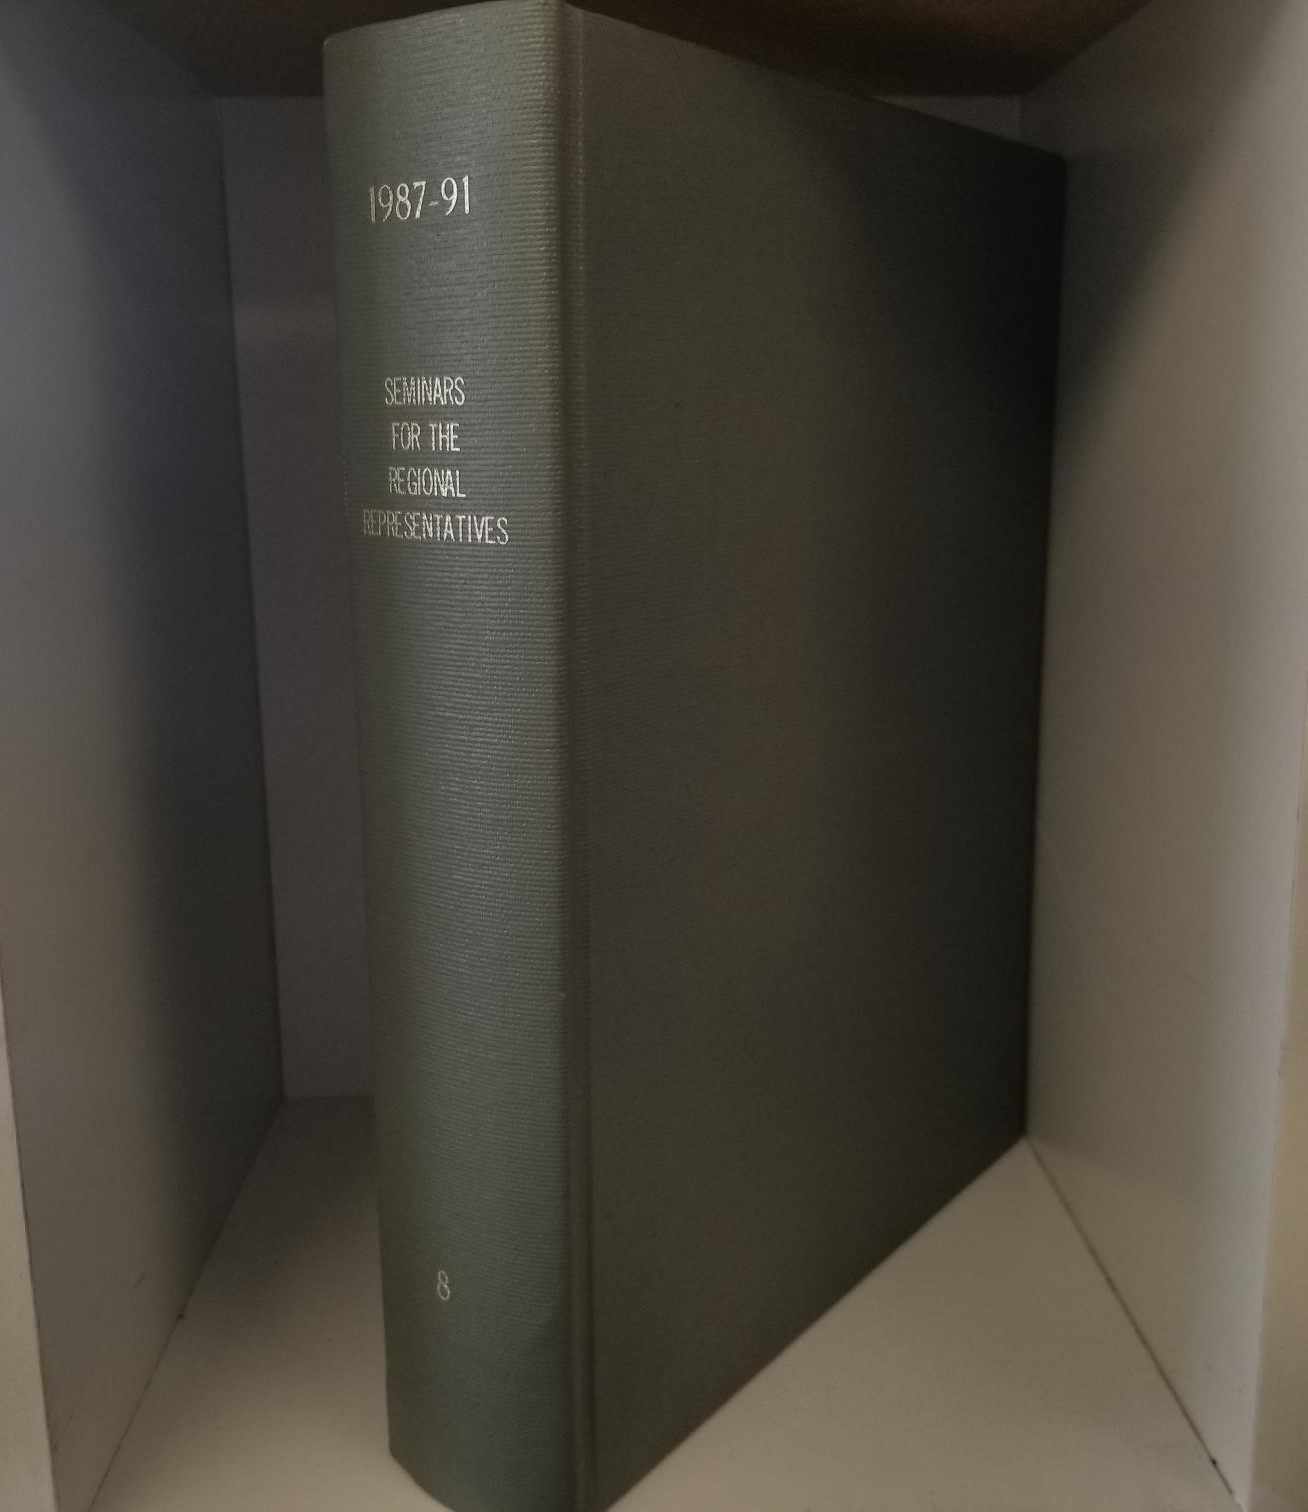 1987-91
SEMINARS
FOR THE
REGIONAL
REPRESENTATIVES
8